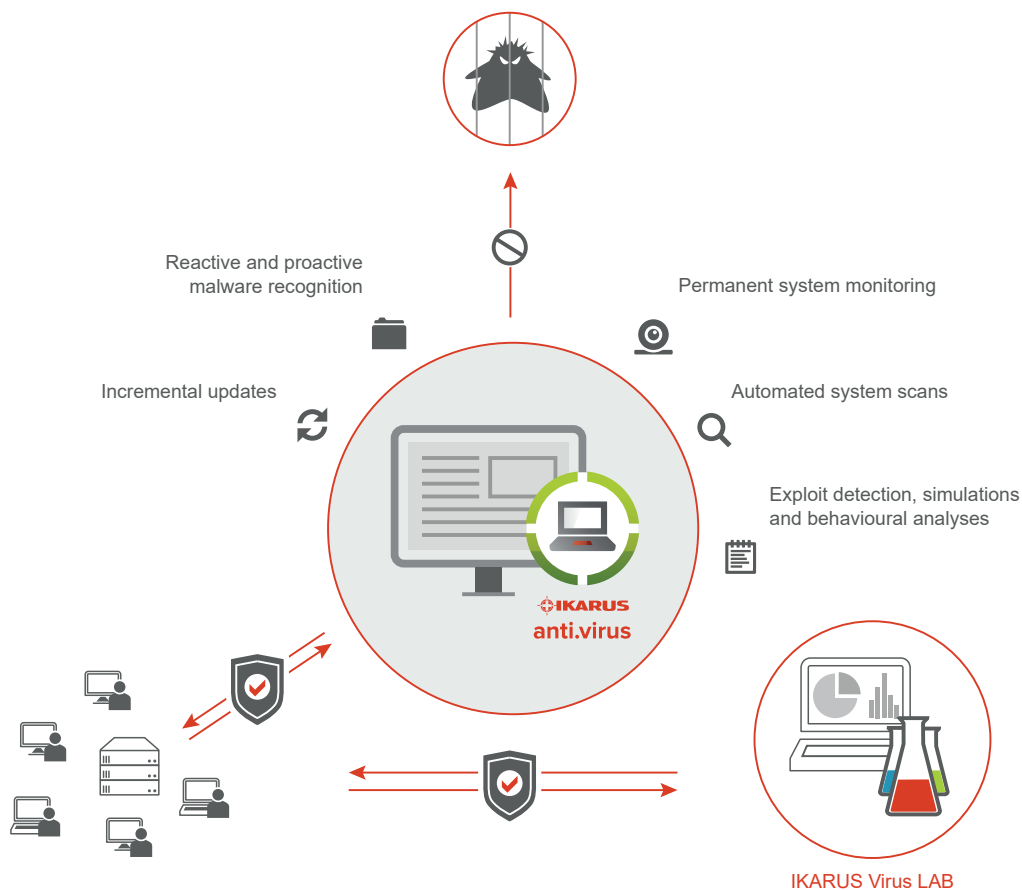 Reactive and proactive
malware recognition
Permanent system monitoring
Incremental updates
Automated system scans
Exploit detection, simulations
and behavioural analyses
IKARUS
anti.virus
IKARUS Virus LAB